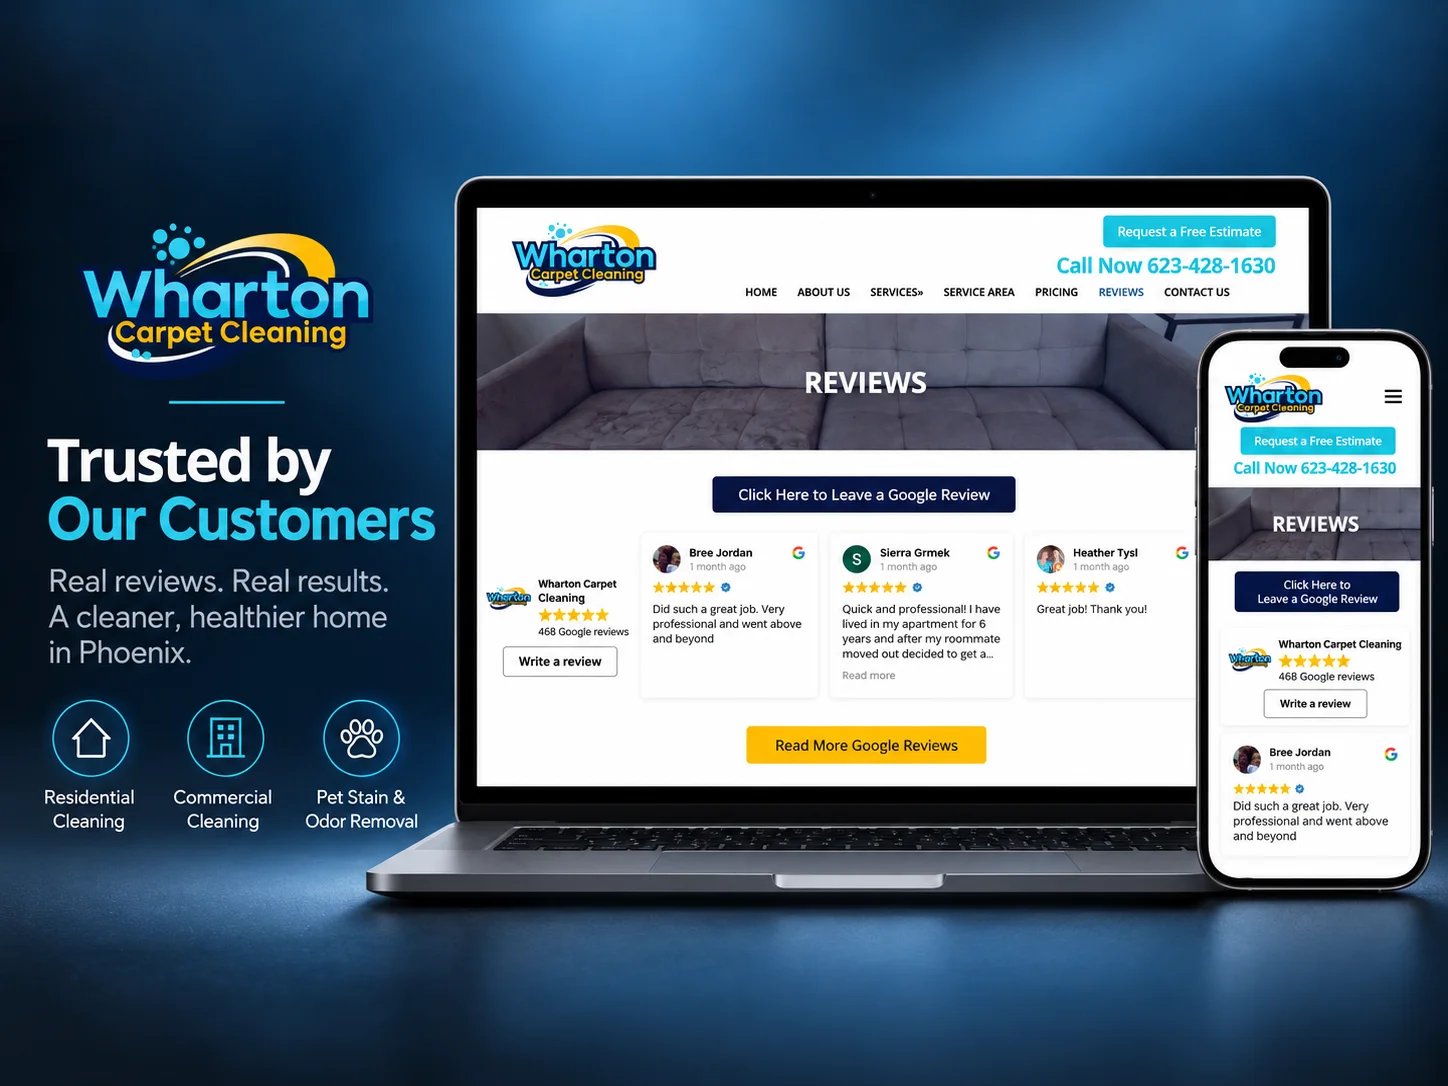 Wharton
Carpet Cleaning
Trusted by
Our Customers
Real reviews. Real results.
A cleaner, healthier home
in Phoenix.
Residential
Cleaning
Commercial
Cleaning
Pet Stain &
Odor Removal
Wharton
Carpet Cleaning
Request a Free Estimate
Call Now 623-428-1630
HOME ABOUT US SERVICES» SERVICE AREA PRICING REVIEWS CONTACT US
REVIEWS
Click Here to Leave a Google Review
Wharton
Wharton Carpet
Cleaning
468 Google reviews
Write a review
Bree Jordan
1 month ago
Did such a great job. Very
professional and went above
and beyond
S
Sierra Grmek
1 month ago
Quick and professional! I have
lived in my apartment for 6
years and after my roommate
moved out decided to get a...
Read more
Heather Tysl
1 month ago
Great job! Thank you!
Read More Google Reviews
Wharton
Carpet Cleaning
Request a Free Estimate
Call Now 623-428-1630
REVIEWS
Click Here to
Leave a Google Review
Wharton
Wharton Carpet Cleaning
468 Google reviews
Write a review
Bree Jordan
1 month ago
Did such a great job. Very
professional and went above
and beyond